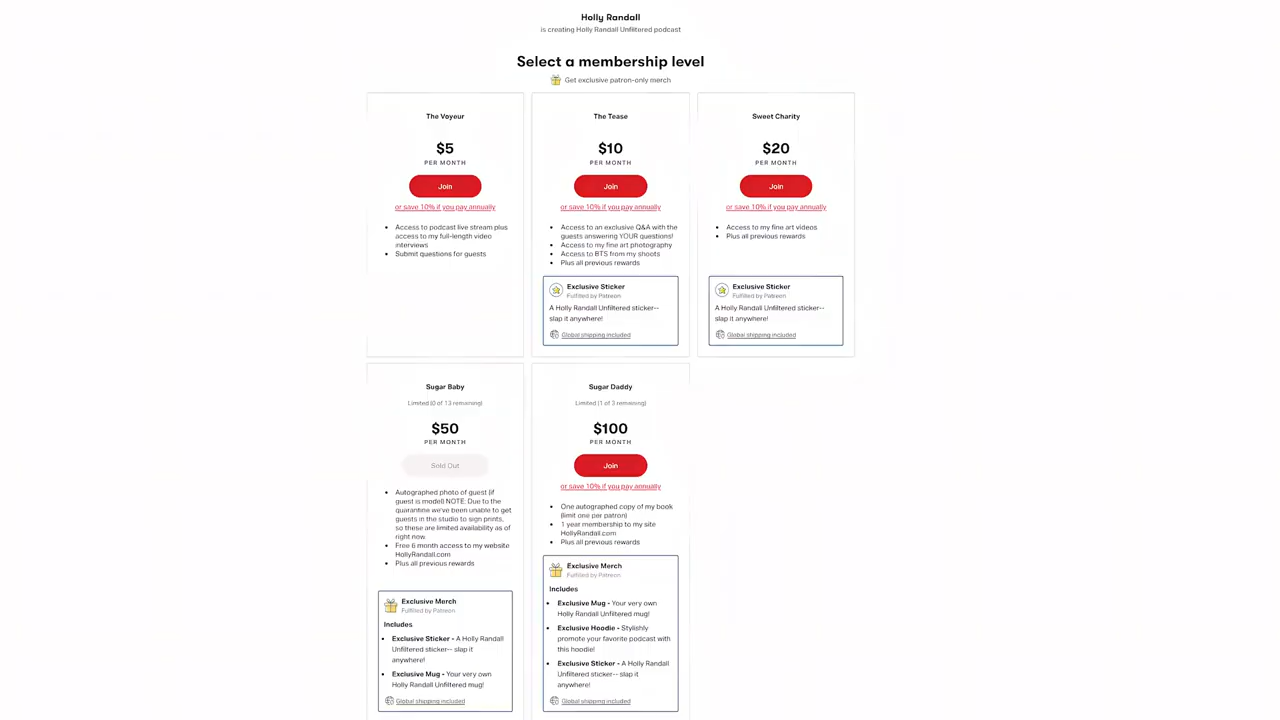 Holly Randall
is creating Holly Randall Unfiltered podcast
Select a membership level
Get exclusive patron-only merch
The Voyeur
$5
PER MONTH
Join
or save 10% if you pay annually
Access to podcast live stream plus
access to my full-length video
interviews
Submit questions for guests
The Tease
$10
PER MONTH
Join
or save 10% if you pay annually
Access to an exclusive Q&A with the
guests answering YOUR questions!
Access to my fine art photography
Access to BTS from my shoots
Plus all previous rewards
Exclusive Sticker
Fulfilled by Patreon
A Holly Randall Unfiltered sticker--
slap it anywhere!
Global shipping included
Sweet Charity
$20
PER MONTH
Join
or save 10% if you pay annually
Access to my fine art videos
Plus all previous rewards
Exclusive Sticker
Fulfilled by Patreon
A Holly Randall Unfiltered sticker--
slap it anywhere!
Global shipping included
Sugar Baby
Limited (0 of 13 remaining)
$50
PER MONTH
Sold Out
Autographed photo of guest (if
guest is model) NOTE: Due to the
quarantine we've been unable to get
guests in the studio to sign prints,
so these are limited availability as of
right now.
Free 6 month access to my website
HollyRandall.com
Plus all previous rewards
Exclusive Merch
Fulfilled by Patreon
Includes
Exclusive Sticker - A Holly Randall
Unfiltered sticker-- slap it
anywhere!
Exclusive Mug - Your very own
Holly Randall Unfiltered mug!
Global shipping included
Sugar Daddy
Limited (1 of 3 remaining)
$100
PER MONTH
Join
or save 10% if you pay annually
One autographed copy of my book
(limit one per patron)
1 year membership to my site
HollyRandall.com
Plus all previous rewards
Exclusive Merch
Fulfilled by Patreon
Includes
Exclusive Mug - Your very own
Holly Randall Unfiltered mug!
Exclusive Hoodie - Stylishly
promote your favorite podcast with
this hoodie!
Exclusive Sticker - A Holly Randall
Unfiltered sticker-- slap it
anywhere!
Global shipping included